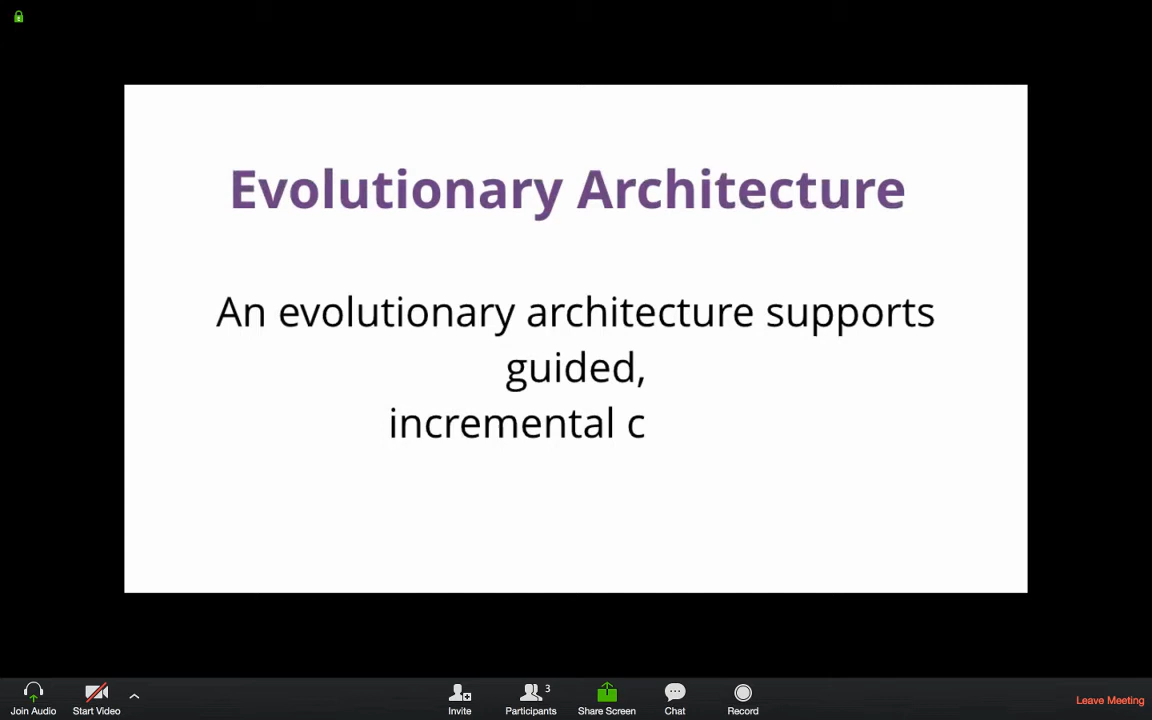 Evolutionary Architecture
An evolutionary architecture supports
guided,
incremental c
Join Audio
Start Video
Invite
Participants
3
Share Screen
Chat
Record
Leave Meeting